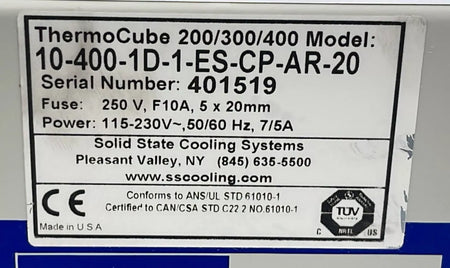 ThermoCube 200/300/400 Model:
10-400-1D-1-ES-CP-AR-20
Serial Number: 401519
Fuse: 250 V, F10A, 5 x 20mm
Power: 115-230V~,50/60 Hz, 7/5A
Solid State Cooling Systems
Pleasant Valley, NY (845) 635-5500
www.sscooling.com
CE
Conforms to ANS/UL STD 61010-1
Certified to CAN/CSA STD C22 2 NO.61010-1
Made in U S A
TUV
C NRTL US